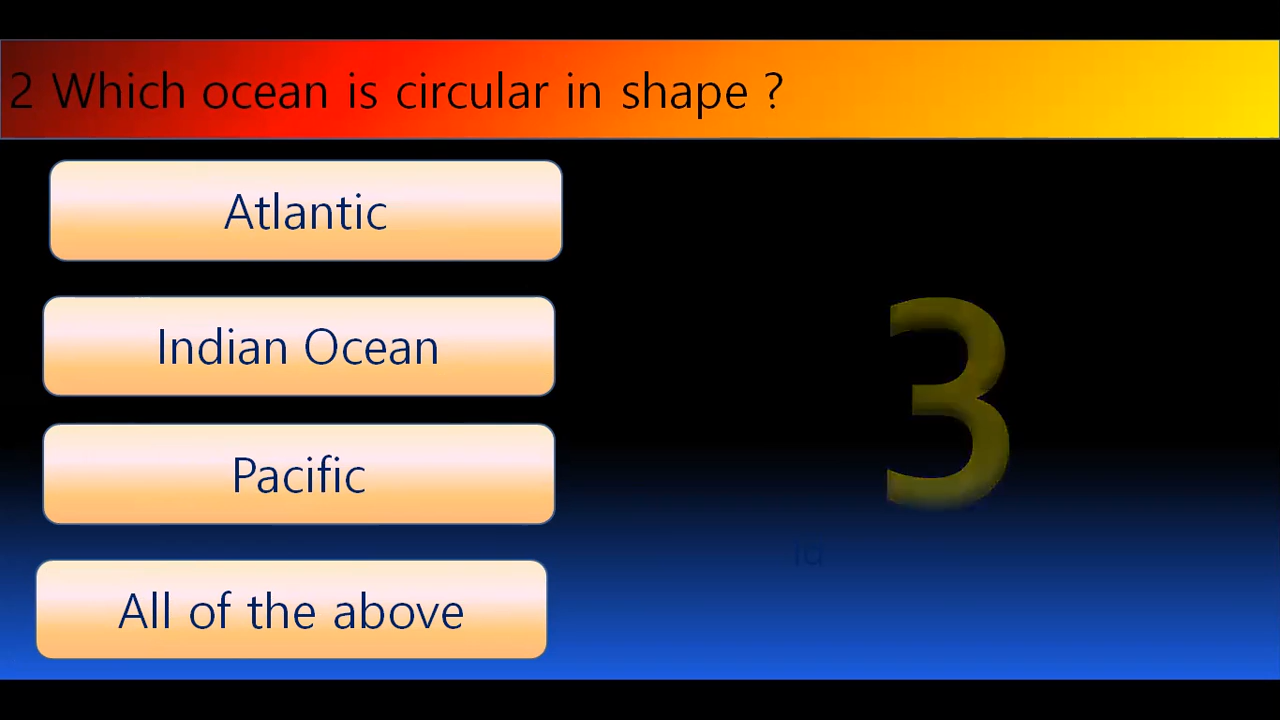 2 Which ocean is circular in shape ?
Atlantic
Indian Ocean
3
Pacific
All of the above